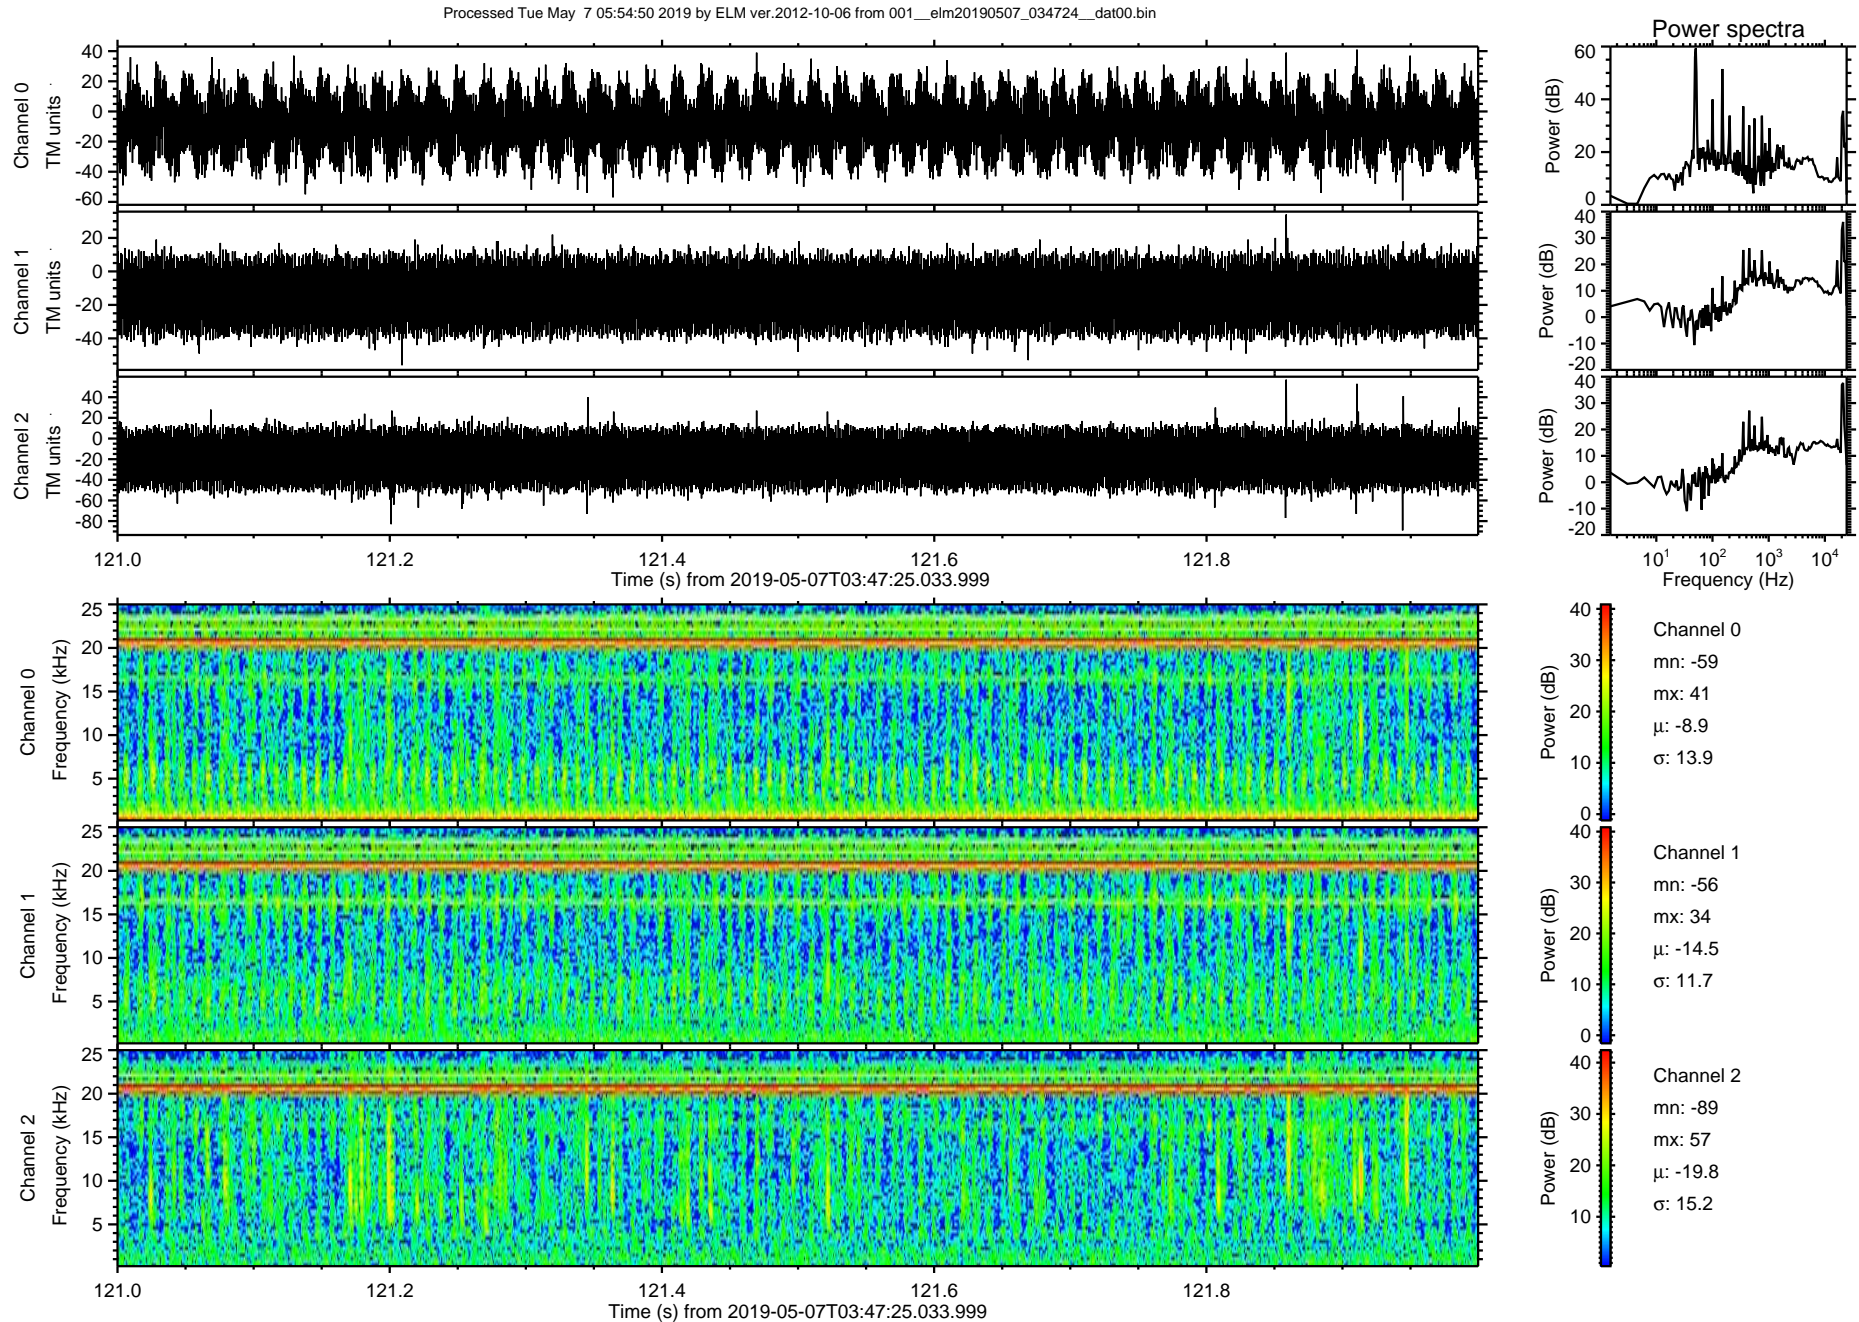 Processed Tue May  7 05:54:50 2019 by ELM ver.2012-10-06 from 001__elm20190507_034724__dat00.bin
Power spectra
Channel 0
TM units
40
20
0
-20
-40
-60
Power (dB)
60
40
20
0
Channel 1
TM units
20
0
-20
-40
Power (dB)
40
30
20
10
0
-10
-20
Channel 2
TM units
40
20
0
-20
-40
-60
-80
Power (dB)
40
30
20
10
0
-10
-20
121.0 121.2 121.4 121.6 121.8
Time (s) from 2019-05-07T03:47:25.033.999
10¹ 10² 10³ 10⁴
Frequency (Hz)
Channel 0
Frequency (kHz)
25
20
15
10
5
Power (dB)
40
30
20
10
0
Channel 0
mn: -59
mx: 41
μ: -8.9
σ: 13.9
Channel 1
Frequency (kHz)
25
20
15
10
5
Power (dB)
40
30
20
10
0
Channel 1
mn: -56
mx: 34
μ: -14.5
σ: 11.7
Channel 2
Frequency (kHz)
25
20
15
10
5
Power (dB)
40
30
20
10
Channel 2
mn: -89
mx: 57
μ: -19.8
σ: 15.2
121.0 121.2 121.4 121.6 121.8
Time (s) from 2019-05-07T03:47:25.033.999